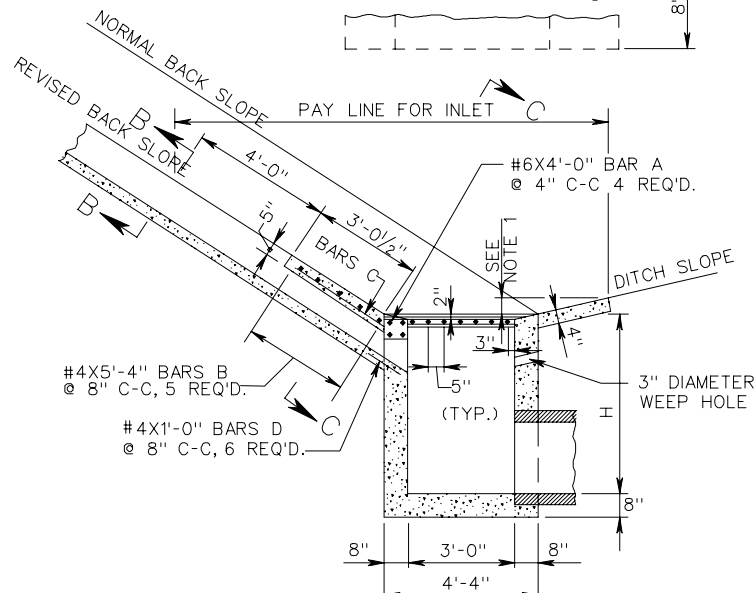 8"
NORMAL BACK SLOPE
REVISED BACK SLOPE
B
B
PAY LINE FOR INLET
C
C
4'-0"
3'-0½"
5"
BARS C
#6X4'-0" BAR A
@ 4" C-C 4 REQ'D.
SEE
NOTE 1
DITCH SLOPE
2"
4"
3"
5"
(TYP.)
#4X5'-4" BARS B
@ 8" C-C, 5 REQ'D.
#4X1'-0" BARS D
@ 8" C-C, 6 REQ'D.
3" DIAMETER
WEEP HOLE
H
8"
8"
3'-0"
8"
4'-4"